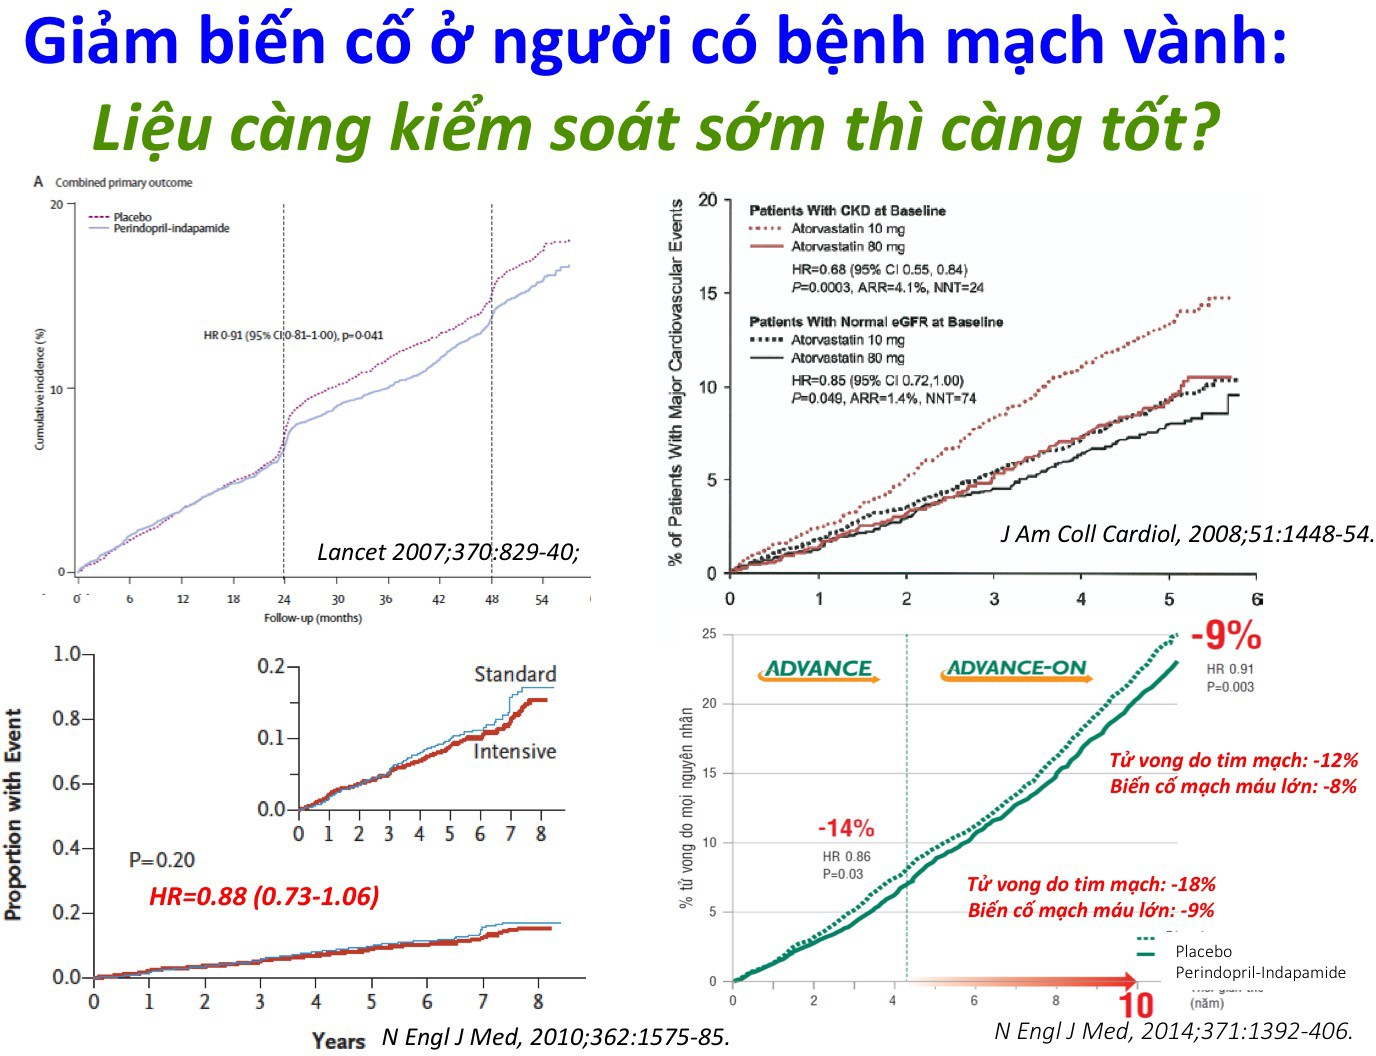 Giảm biến cố ở người có bệnh mạch vành:
Liệu càng kiểm soát sớm thì càng tốt?
A Combined primary outcome
20
Placebo
Perindopril-indapamide
HR 0·91 (95% CI 0·81–1·00), p=0·041
Cumulative incidence (%)
10
0
Lancet 2007;370:829-40;
0 6 12 18 24 30 36 42 48 54
Follow-up (months)
% of Patients With Major Cardiovascular Events
20
15
10
5
0
Patients With CKD at Baseline
Atorvastatin 10 mg
Atorvastatin 80 mg
HR=0.68 (95% CI 0.55, 0.84)
P=0.0003, ARR=4.1%, NNT=24
Patients With Normal eGFR at Baseline
Atorvastatin 10 mg
Atorvastatin 80 mg
HR=0.85 (95% CI 0.72,1.00)
P=0.049, ARR=1.4%, NNT=74
J Am Coll Cardiol, 2008;51:1448-54.
0 1 2 3 4 5 6
Proportion with Event
1.0
0.8
0.6
0.4
0.2
0.0
0.2
0.1
0.0
Standard
Intensive
0 1 2 3 4 5 6 7 8
P=0.20
HR=0.88 (0.73-1.06)
0 1 2 3 4 5 6 7 8
Years
N Engl J Med, 2010;362:1575-85.
% tử vong do mọi nguyên nhân
25
20
15
10
5
0
ADVANCE
ADVANCE-ON
-9%
HR 0.91
P=0.003
Tử vong do tim mạch: -12%
Biến cố mạch máu lớn: -8%
-14%
HR 0.86
P=0.03
Tử vong do tim mạch: -18%
Biến cố mạch máu lớn: -9%
Placebo
Perindopril-Indapamide
0 2 4 6 8 10
(năm)
N Engl J Med, 2014;371:1392-406.